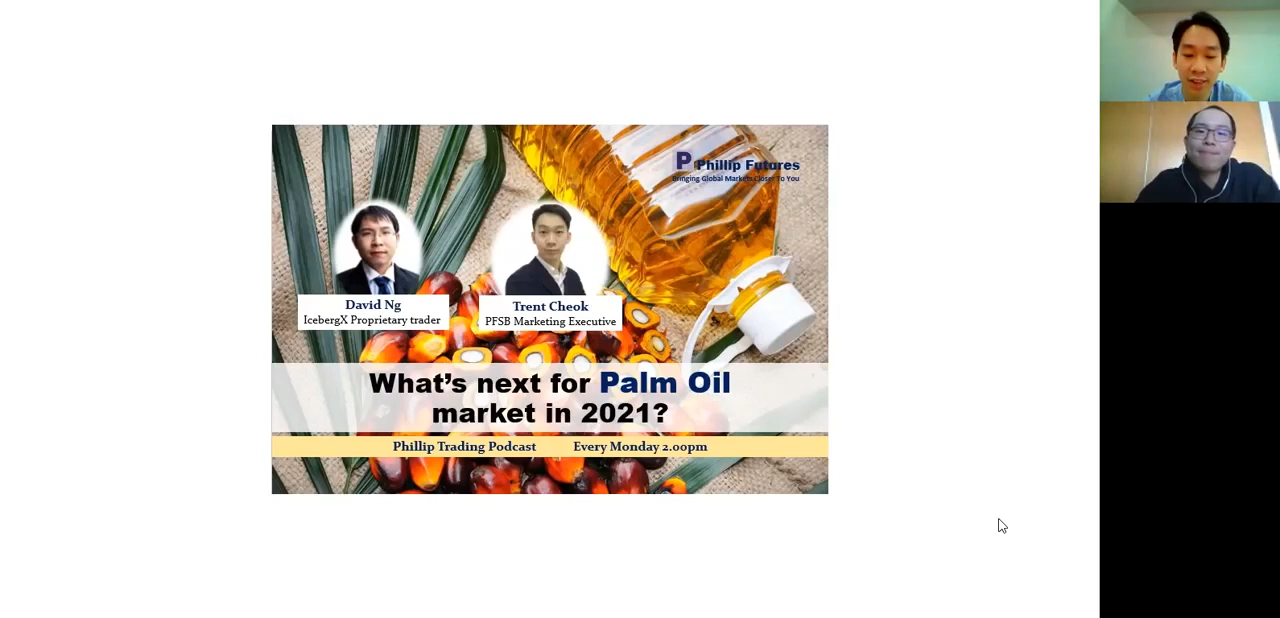 P Phillip Futures
Bringing Global Markets Closer To You
David Ng
IcebergX Proprietary trader
Trent Cheok
PFSB Marketing Executive
What's next for Palm Oil
market in 2021?
Phillip Trading Podcast Every Monday 2.00pm